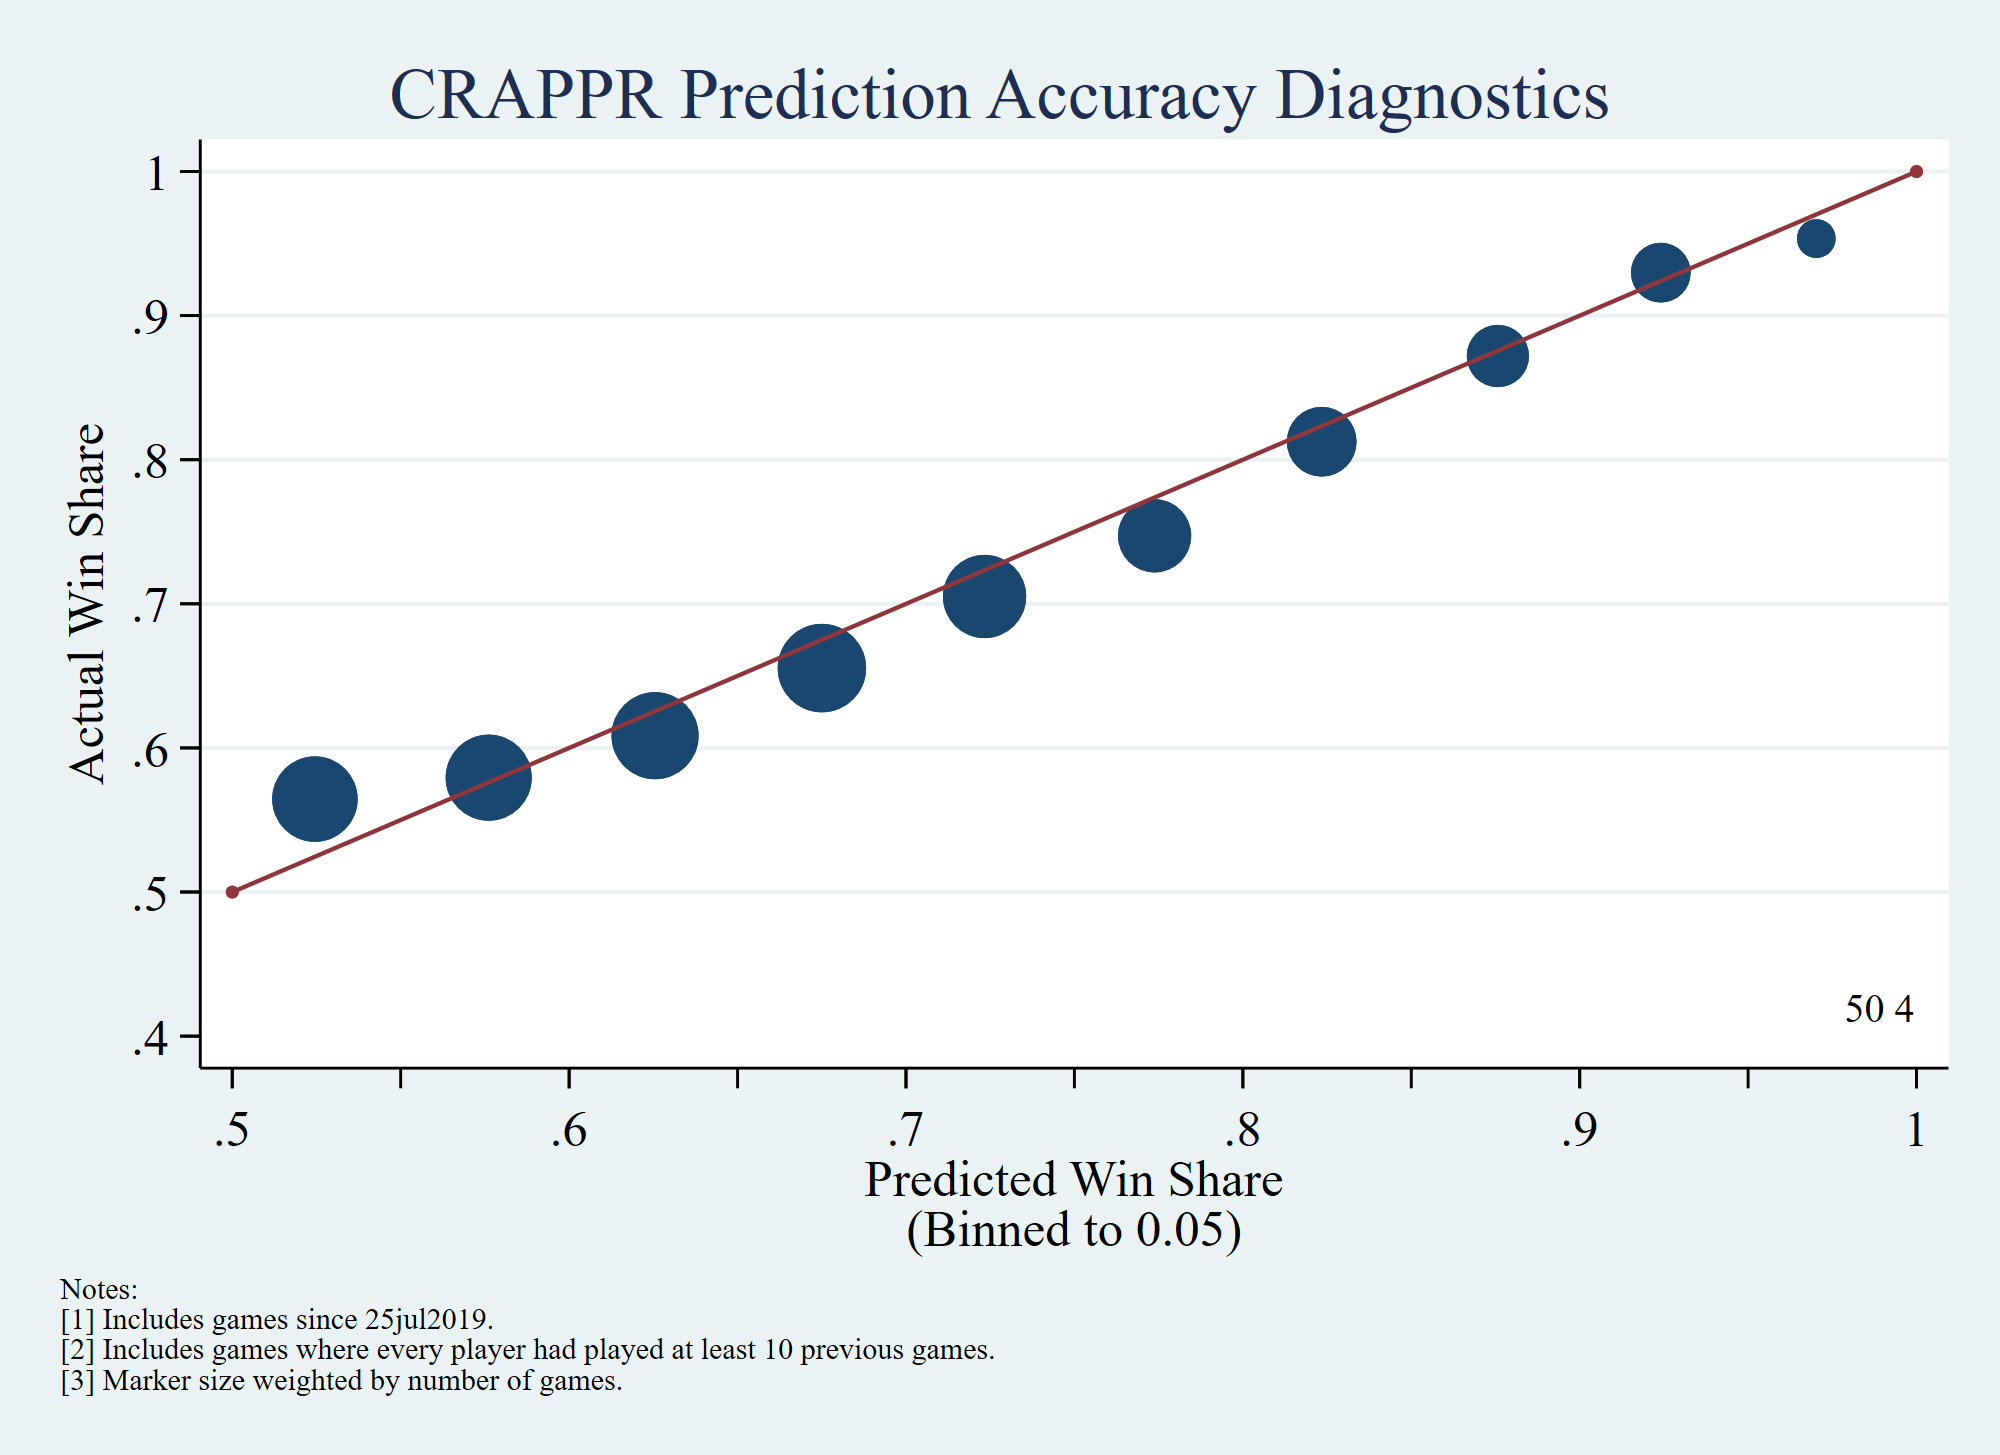 CRAPPR Prediction Accuracy Diagnostics
Actual Win Share
1
.9
.8
.7
.6
.5
.4
50 4
.5 .6 .7 .8 .9 1
Predicted Win Share
(Binned to 0.05)
Notes:
[1] Includes games since 25jul2019.
[2] Includes games where every player had played at least 10 previous games.
[3] Marker size weighted by number of games.